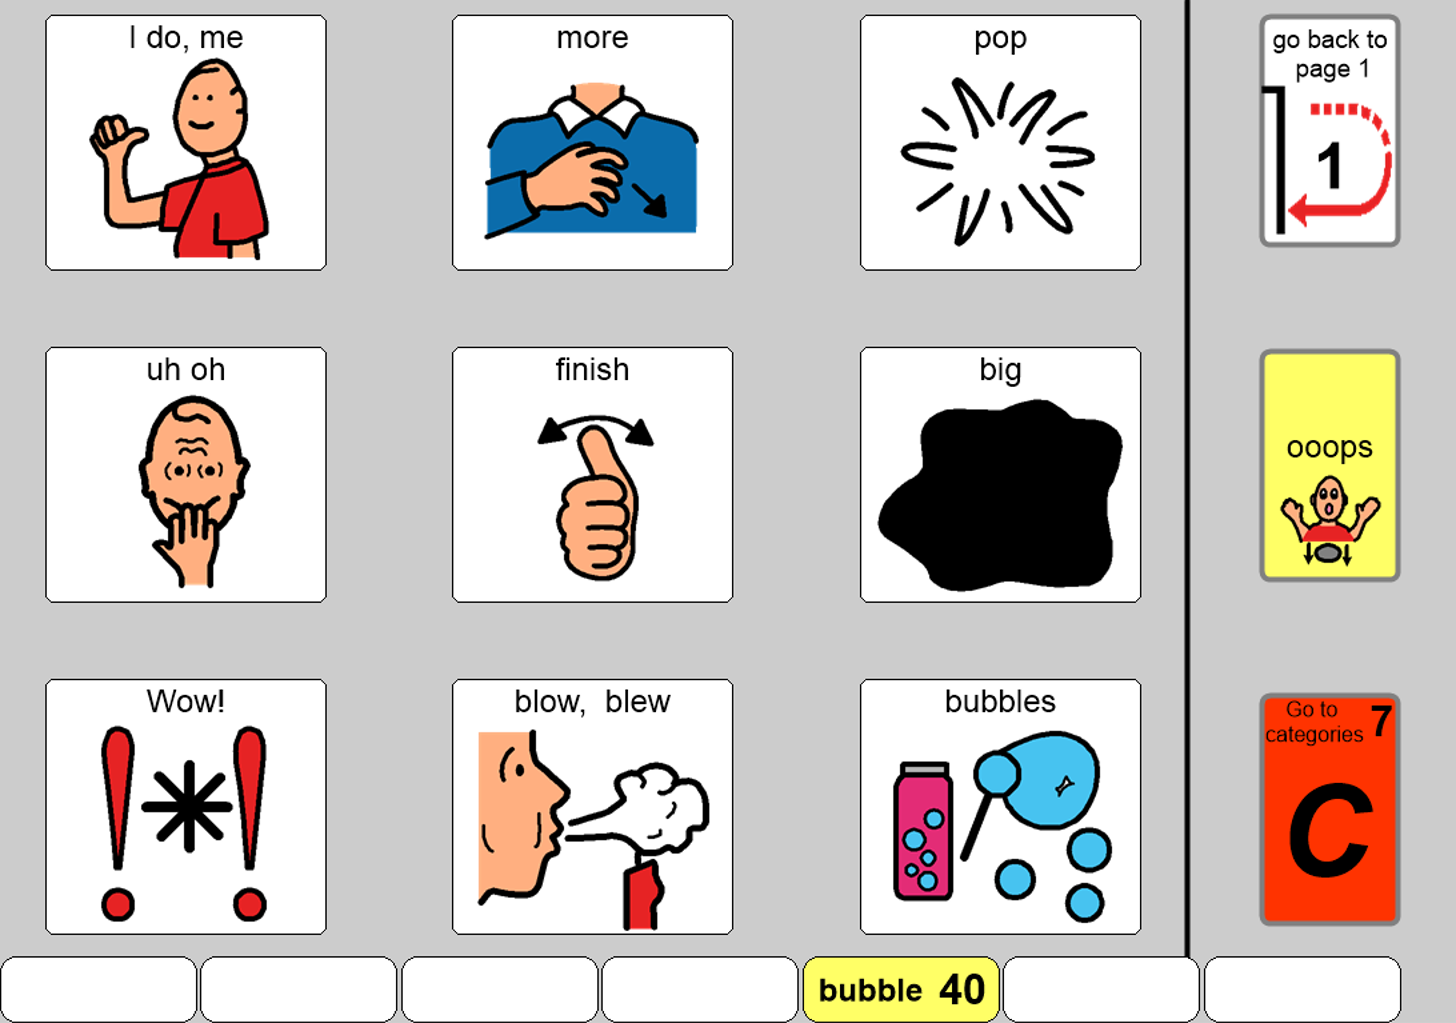 I do, me
more
pop
go back to
page 1
1
uh oh
finish
big
ooops
Wow!
blow, blew
bubbles
Go to
categories 7
C
bubble 40